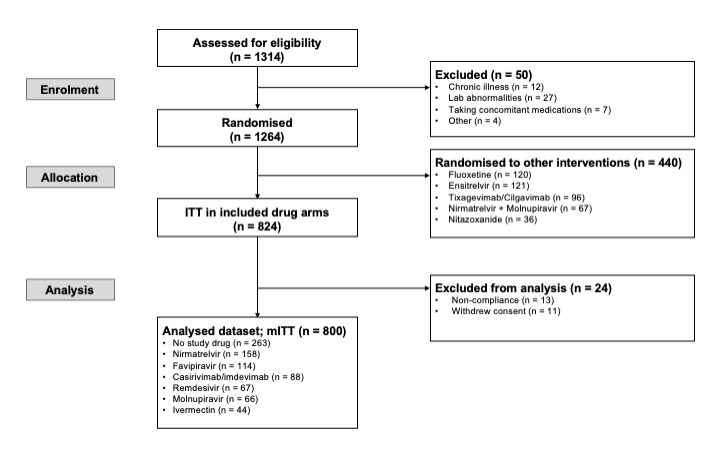 Assessed for eligibility
(n = 1314)
Enrolment
Excluded (n = 50)
• Chronic illness (n = 12)
• Lab abnormalities (n = 27)
• Taking concomitant medications (n = 7)
• Other (n = 4)
Randomised
(n = 1264)
Allocation
Randomised to other interventions (n = 440)
• Fluoxetine (n = 120)
• Ensitrelvir (n = 121)
• Tixagevimab/Cilgavimab (n = 96)
• Nirmatrelvir + Molnupiravir (n = 67)
• Nitazoxanide (n = 36)
ITT in included drug arms
(n = 824)
Analysis
Excluded from analysis (n = 24)
• Non-compliance (n = 13)
• Withdrew consent (n = 11)
Analysed dataset; mITT (n = 800)
• No study drug (n = 263)
• Nirmatrelvir (n = 158)
• Favipiravir (n = 114)
• Casirivimab/imdevimab (n = 88)
• Remdesivir (n = 67)
• Molnupiravir (n = 66)
• Ivermectin (n = 44)